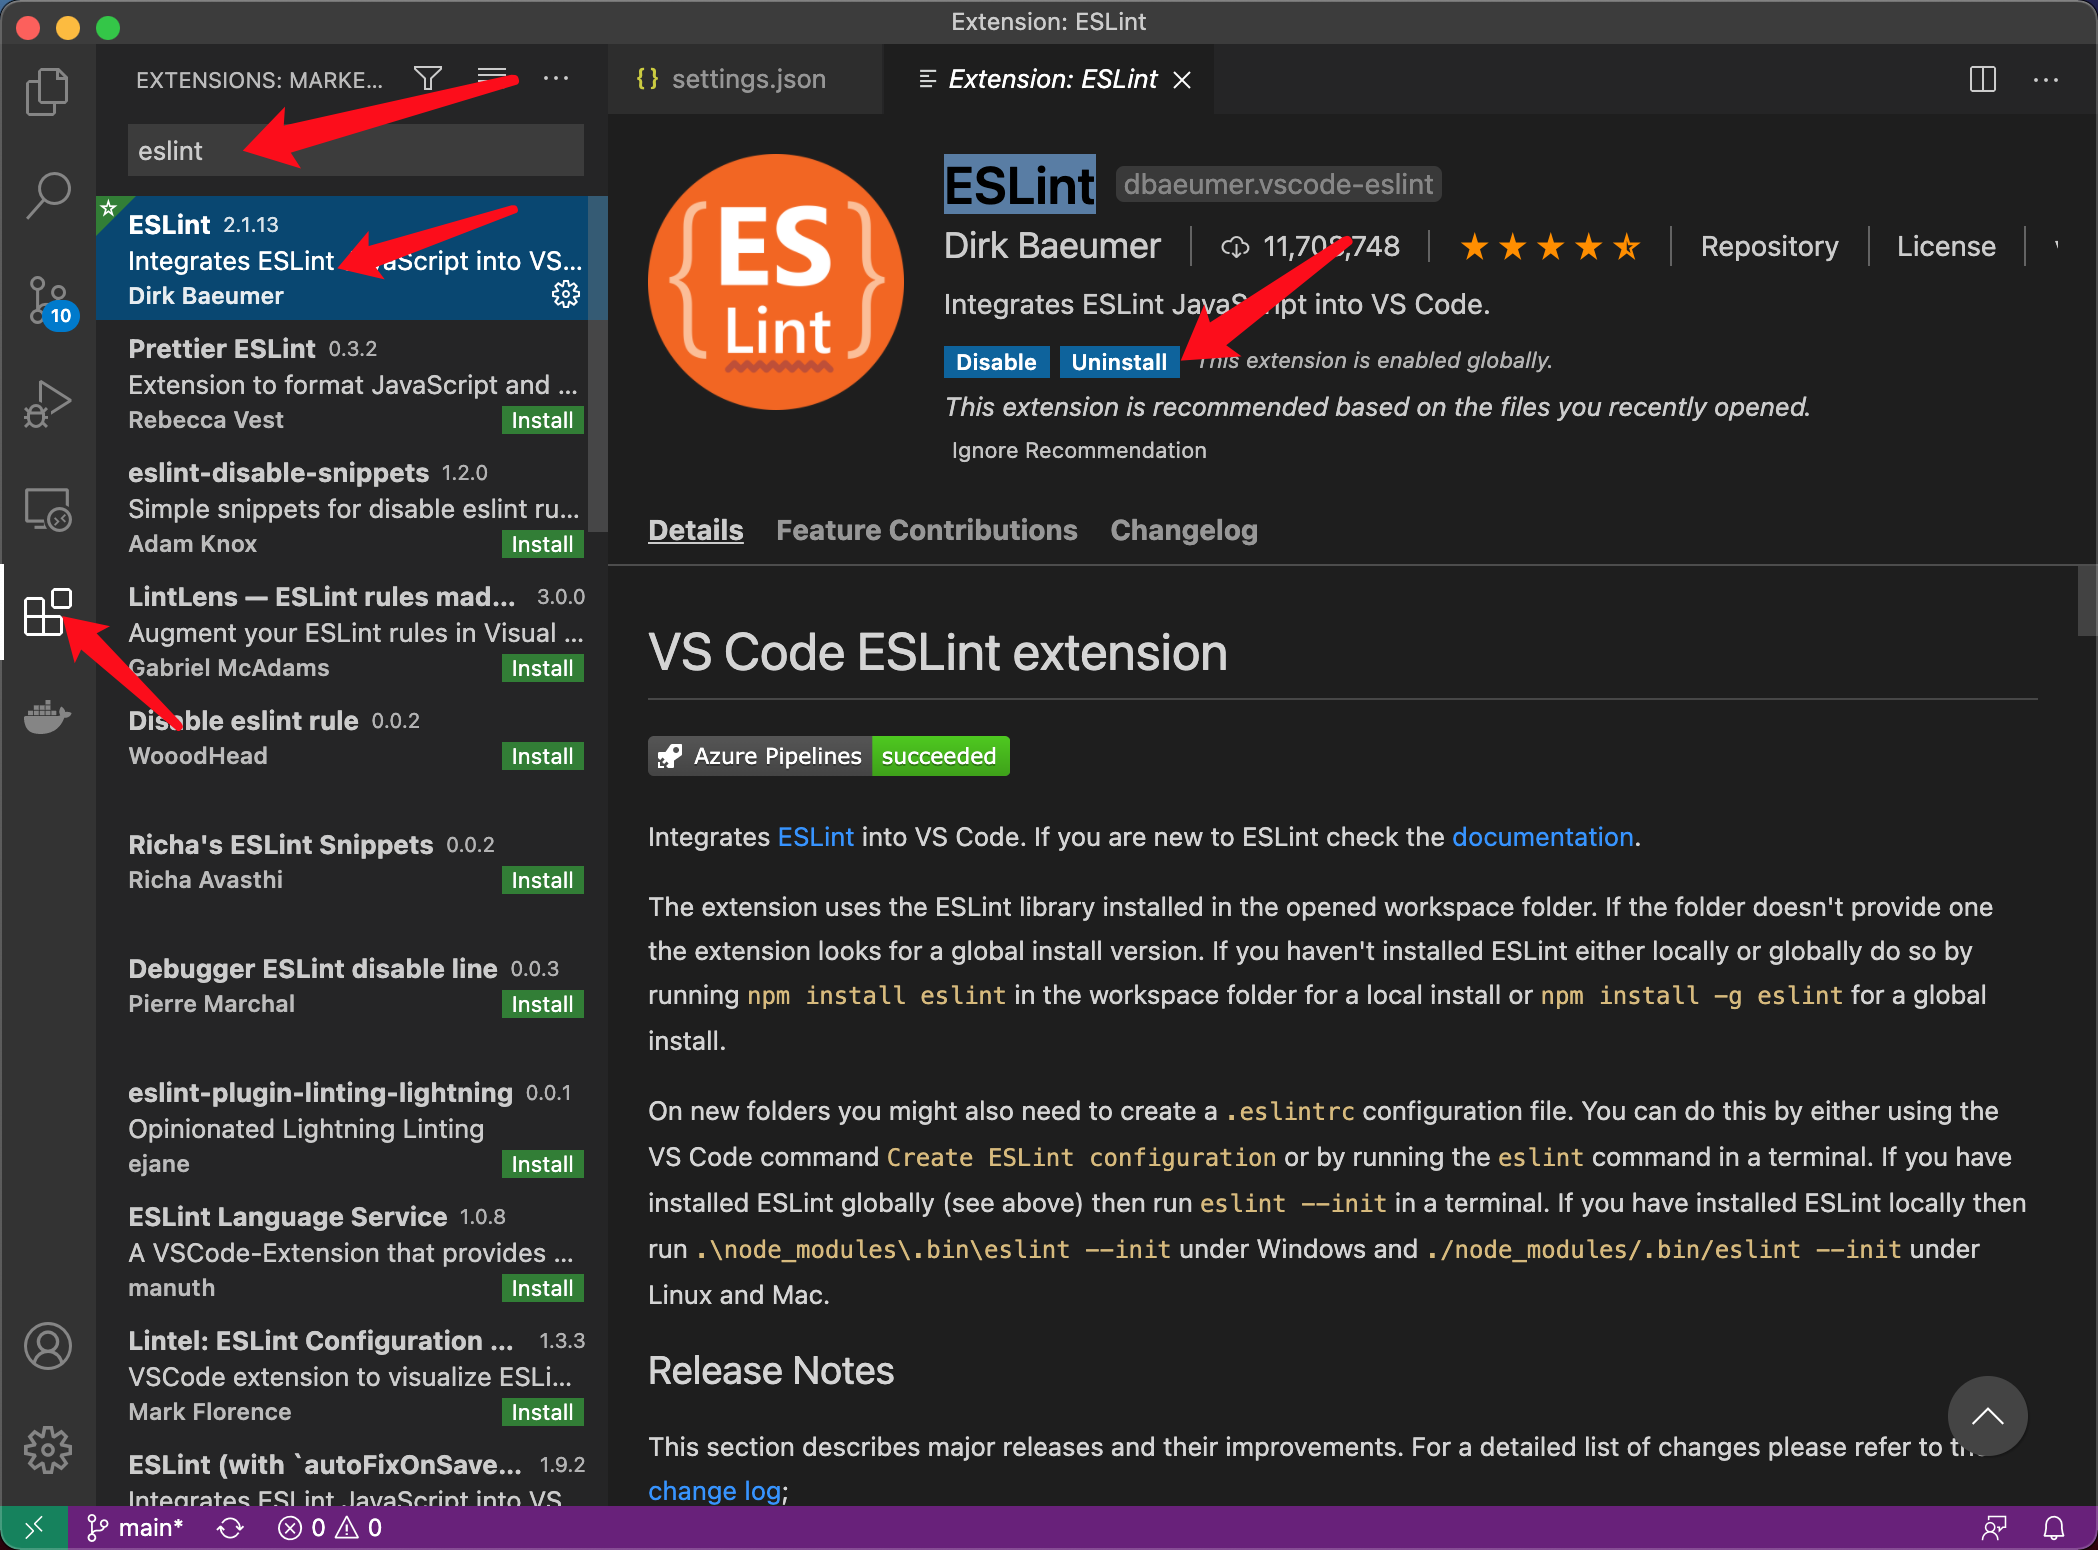 Extension: ESLint
EXTENSIONS: MARKE...
eslint
ESLint 2.1.13
Integrates ESLint JavaScript into VS...
Dirk Baeumer
Prettier ESLint 0.3.2
Extension to format JavaScript and ...
Rebecca Vest
Install
eslint-disable-snippets 1.2.0
Simple snippets for disable eslint ru...
Adam Knox
Install
LintLens — ESLint rules mad... 3.0.0
Augment your ESLint rules in Visual ...
Gabriel McAdams
Install
Disable eslint rule 0.0.2
WooodHead
Install
Richa's ESLint Snippets 0.0.2
Richa Avasthi
Install
Debugger ESLint disable line 0.0.3
Pierre Marchal
Install
eslint-plugin-linting-lightning 0.0.1
Opinionated Lightning Linting
ejane
Install
ESLint Language Service 1.0.8
A VSCode-Extension that provides ...
manuth
Install
Lintel: ESLint Configuration ... 1.3.3
VSCode extension to visualize ESLi...
Mark Florence
Install
ESLint (with `autoFixOnSave... 1.9.2
Integrates ESLint JavaScript into VS
10
{} settings.json
Extension: ESLint
{ES}
Lint
ESLint dbaeumer.vscode-eslint
Dirk Baeumer | 11,708,748 | Repository | License |
Integrates ESLint JavaScript into VS Code.
Disable Uninstall This extension is enabled globally.
This extension is recommended based on the files you recently opened.
Ignore Recommendation
Details Feature Contributions Changelog
VS Code ESLint extension
Azure Pipelines succeeded
Integrates ESLint into VS Code. If you are new to ESLint check the documentation.
The extension uses the ESLint library installed in the opened workspace folder. If the folder doesn't provide one
the extension looks for a global install version. If you haven't installed ESLint either locally or globally do so by
running npm install eslint in the workspace folder for a local install or npm install -g eslint for a global
install.
On new folders you might also need to create a .eslintrc configuration file. You can do this by either using the
VS Code command Create ESLint configuration or by running the eslint command in a terminal. If you have
installed ESLint globally (see above) then run eslint --init in a terminal. If you have installed ESLint locally then
run .\node_modules\.bin\eslint --init under Windows and ./node_modules/.bin/eslint --init under
Linux and Mac.
Release Notes
This section describes major releases and their improvements. For a detailed list of changes please refer to the
change log;
main* 0 0